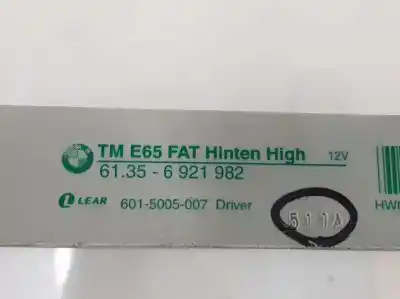 TM E65 FAT Hinten High 12V
61.35 - 6 921 982
LEAR 601-5005-007 Driver
511A